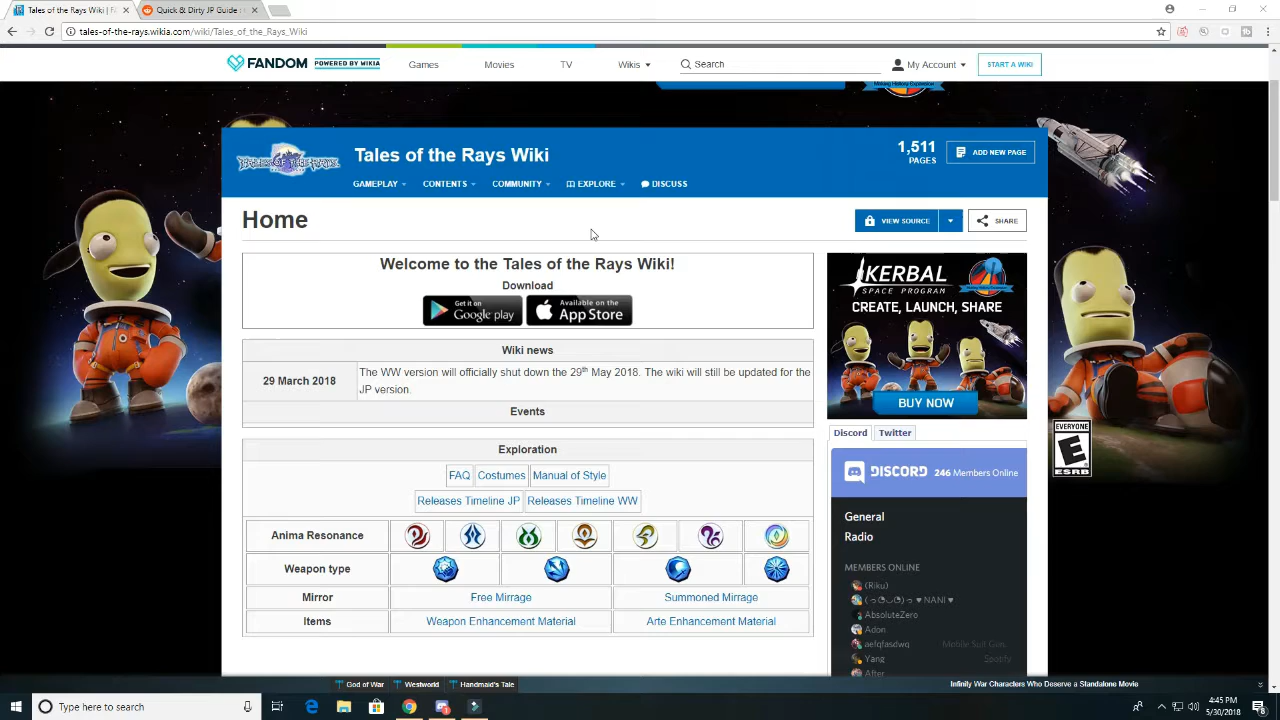 Tales of the Rays Wiki | F
Quick & Dirty JP Guide
tales-of-the-rays.wikia.com/wiki/Tales_of_the_Rays_Wiki
FANDOM POWERED BY WIKIA Games Movies TV Wikis Search My Account START A WIKI
Tales of the Rays Wiki
1,511 PAGES
ADD NEW PAGE
GAMEPLAY CONTENTS COMMUNITY EXPLORE DISCUSS
Home
VIEW SOURCE SHARE
Welcome to the Tales of the Rays Wiki!
Download
Get it on Google play
Available on the App Store
Wiki news
29 March 2018
The WW version will officially shut down the 29th May 2018. The wiki will still be updated for the
JP version.
Events
Exploration
FAQ Costumes Manual of Style
Releases Timeline JP Releases Timeline WW
Anima Resonance
Weapon type
Mirror Free Mirrage Summoned Mirrage
Items Weapon Enhancement Material Arte Enhancement Material
KERBAL
SPACE PROGRAM
CREATE, LAUNCH, SHARE
BUY NOW
EVERYONE
E
ESRB
Discord Twitter
DISCORD 246 Members Online
General
Radio
MEMBERS ONLINE
(Riku)
♥ NANI ♥
AbsoluteZero
Adon
aefqfasdwq Mobile Suit Gun...
Yang Spotify
After
God of War Westworld Handmaid's Tale
Infinity War Characters Who Deserve a Standalone Movie
Type here to search
4:45 PM
5/30/2018
8